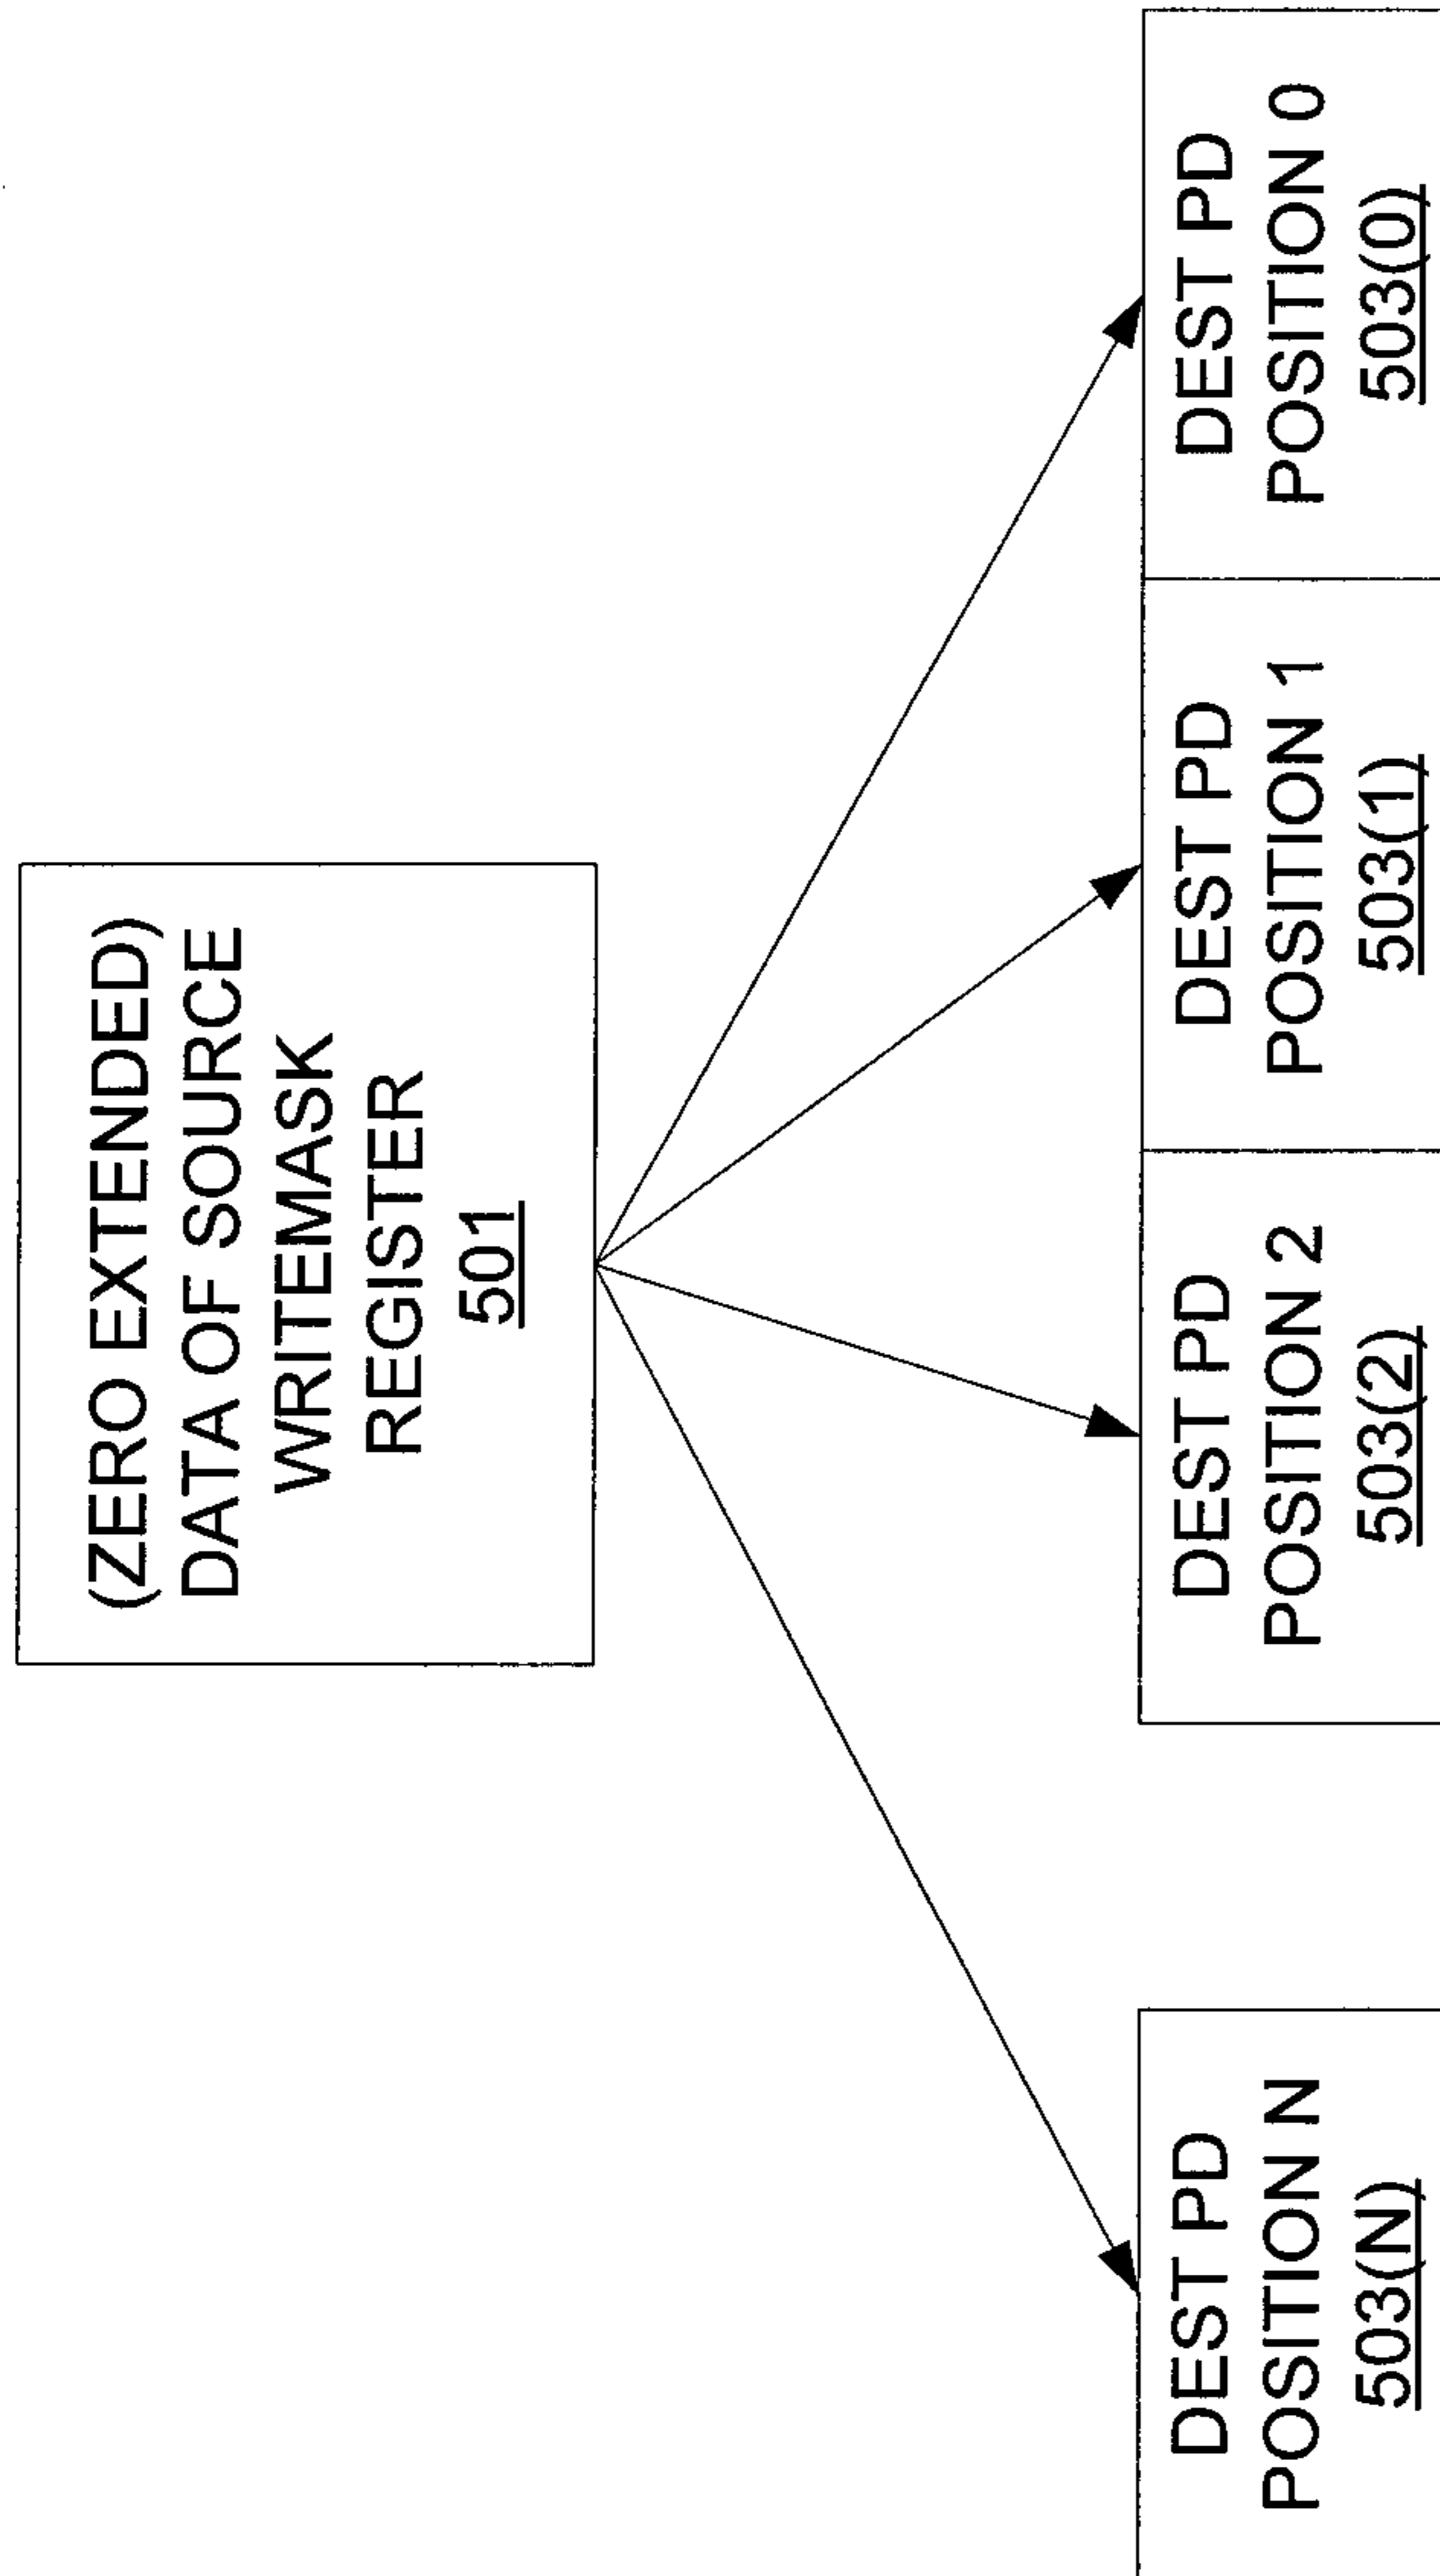 (ZERO EXTENDED)
DATA OF SOURCE
WRITEMASK
REGISTER
501
DEST PD
POSITION N
503(N)
DEST PD
POSITION 2
503(2)
DEST PD
POSITION 1
503(1)
DEST PD
POSITION 0
503(0)